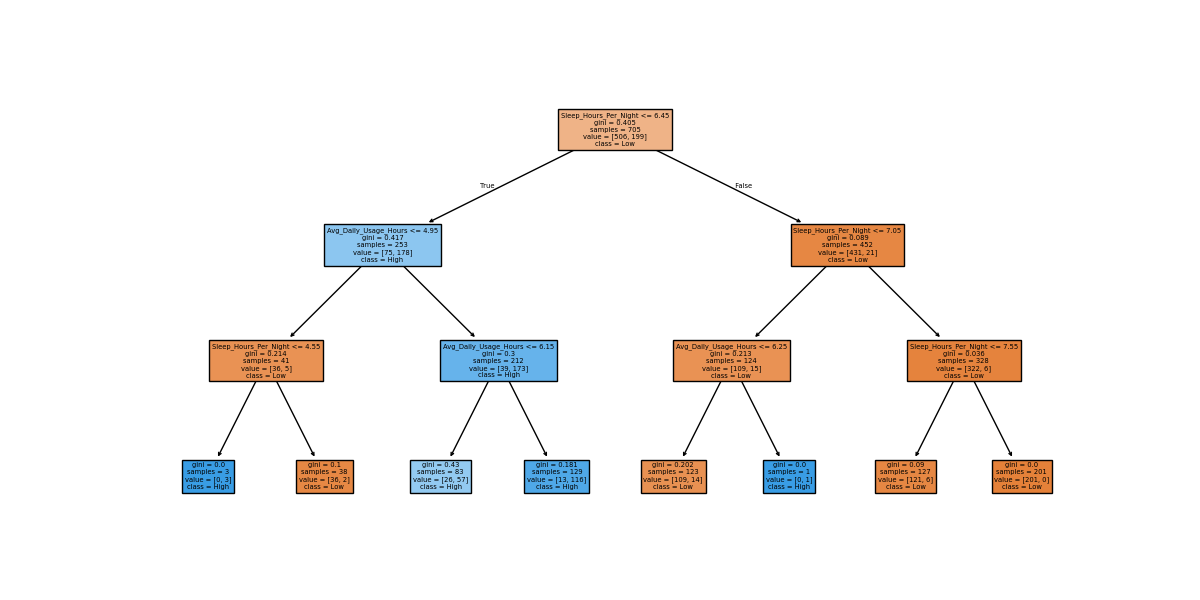 Sleep_Hours_Per_Night <= 6.45
gini = 0.405
samples = 705
value = [506, 199]
class = Low
True
False
Avg_Daily_Usage_Hours <= 4.95
gini = 0.417
samples = 253
value = [75, 178]
class = High
Sleep_Hours_Per_Night <= 7.05
gini = 0.089
samples = 452
value = [431, 21]
class = Low
Sleep_Hours_Per_Night <= 4.55
gini = 0.214
samples = 41
value = [36, 5]
class = Low
Avg_Daily_Usage_Hours <= 6.15
gini = 0.3
samples = 212
value = [39, 173]
class = High
Avg_Daily_Usage_Hours <= 6.25
gini = 0.213
samples = 124
value = [109, 15]
class = Low
Sleep_Hours_Per_Night <= 7.55
gini = 0.036
samples = 328
value = [322, 6]
class = Low
gini = 0.0
samples = 3
value = [0, 3]
class = High
gini = 0.1
samples = 38
value = [36, 2]
class = Low
gini = 0.43
samples = 83
value = [26, 57]
class = High
gini = 0.181
samples = 129
value = [13, 116]
class = High
gini = 0.202
samples = 123
value = [109, 14]
class = Low
gini = 0.0
samples = 1
value = [0, 1]
class = High
gini = 0.09
samples = 127
value = [121, 6]
class = Low
gini = 0.0
samples = 201
value = [201, 0]
class = Low